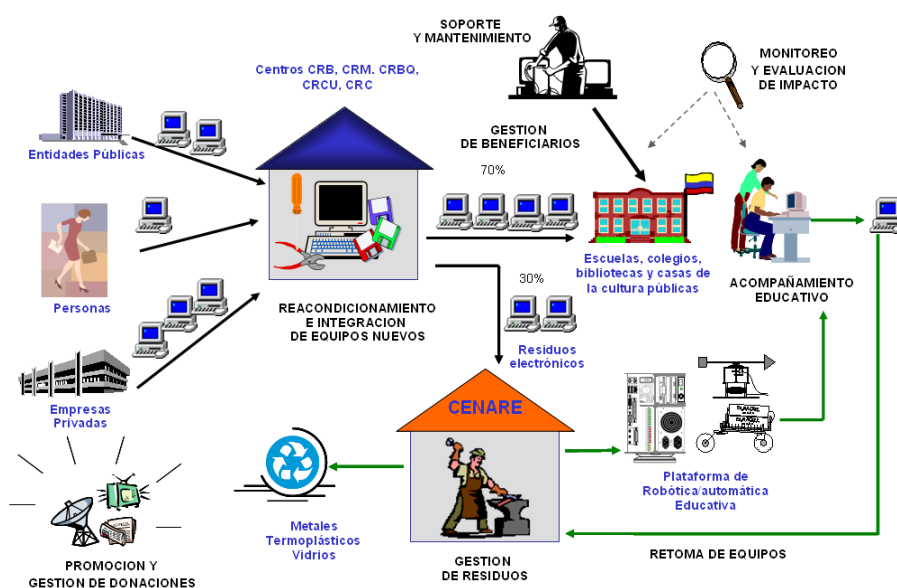 SOPORTE
Y MANTENIMIENTO
MONITOREO
Y EVALUACION
DE IMPACTO
Centros CRB, CRM. CRBQ,
CRCU, CRC
Entidades Públicas
GESTION
DE BENEFICIARIOS
70%
Personas
Escuelas, colegios,
bibliotecas y casas de
la cultura públicas
ACOMPAÑAMIENTO
EDUCATIVO
REACONDICIONAMIENTO
E INTEGRACION
DE EQUIPOS NUEVOS
30%
Residuos
electrónicos
Empresas
Privadas
CENARE
Plataforma de
Robótica/automática
Educativa
Metales
Termoplásticos
Vidrios
GESTION
DE RESIDUOS
RETOMA DE EQUIPOS
PROMOCION Y
GESTION DE DONACIONES